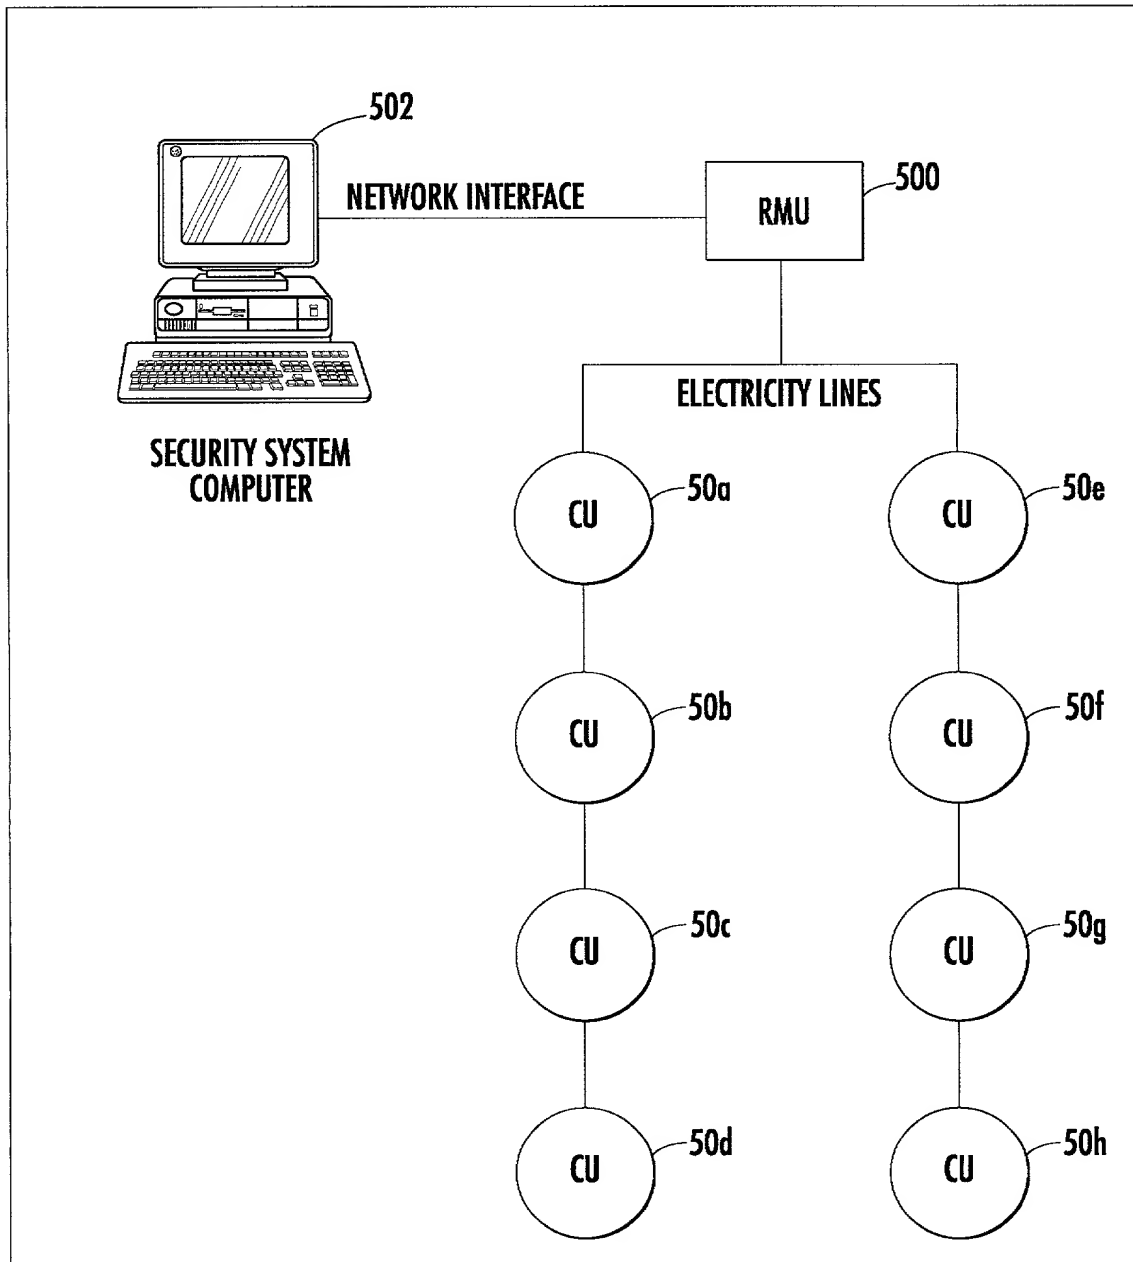 502
NETWORK INTERFACE
RMU
500
ELECTRICITY LINES
SECURITY SYSTEM
COMPUTER
CU
50a
CU
50e
CU
50b
CU
50f
CU
50c
CU
50g
CU
50d
CU
50h